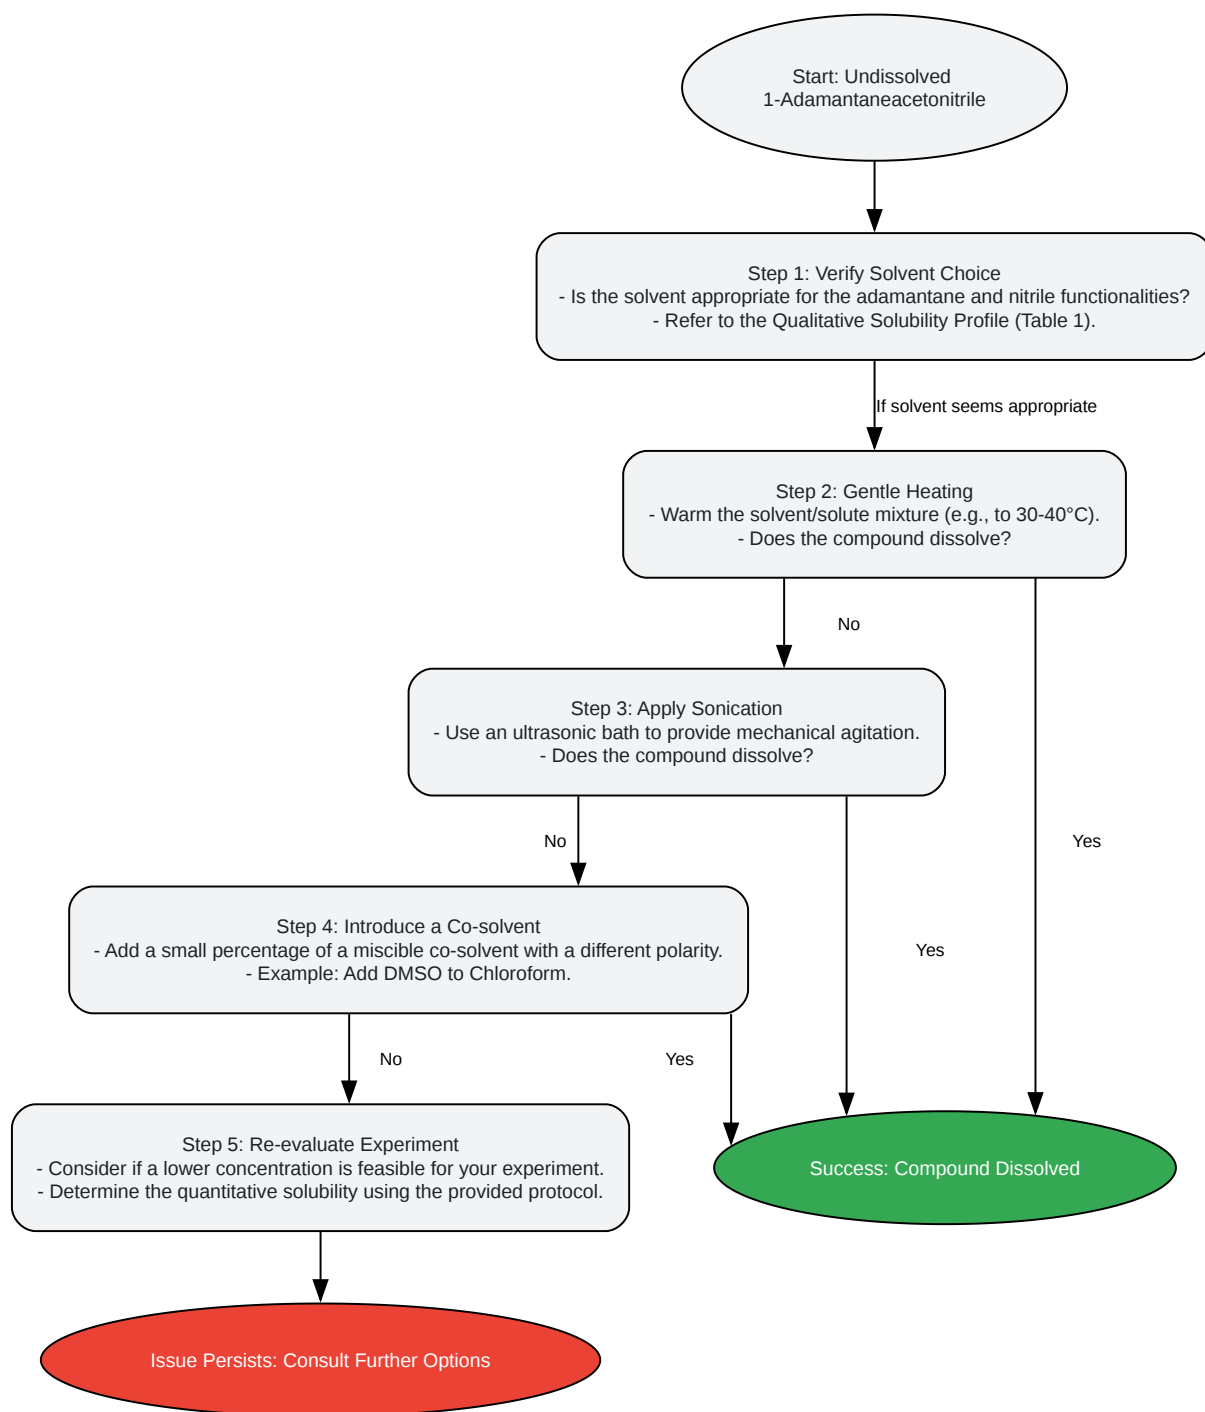 Start: Undissolved
1-Adamantaneacetonitrile
Step 1: Verify Solvent Choice
- Is the solvent appropriate for the adamantane and nitrile functionalities?
- Refer to the Qualitative Solubility Profile (Table 1).
If solvent seems appropriate
Step 2: Gentle Heating
- Warm the solvent/solute mixture (e.g., to 30-40°C).
- Does the compound dissolve?
No
Step 3: Apply Sonication
- Use an ultrasonic bath to provide mechanical agitation.
- Does the compound dissolve?
No
Yes
Step 4: Introduce a Co-solvent
- Add a small percentage of a miscible co-solvent with a different polarity.
- Example: Add DMSO to Chloroform.
Yes
No
Yes
Step 5: Re-evaluate Experiment
- Consider if a lower concentration is feasible for your experiment.
- Determine the quantitative solubility using the provided protocol.
Success: Compound Dissolved
Issue Persists: Consult Further Options